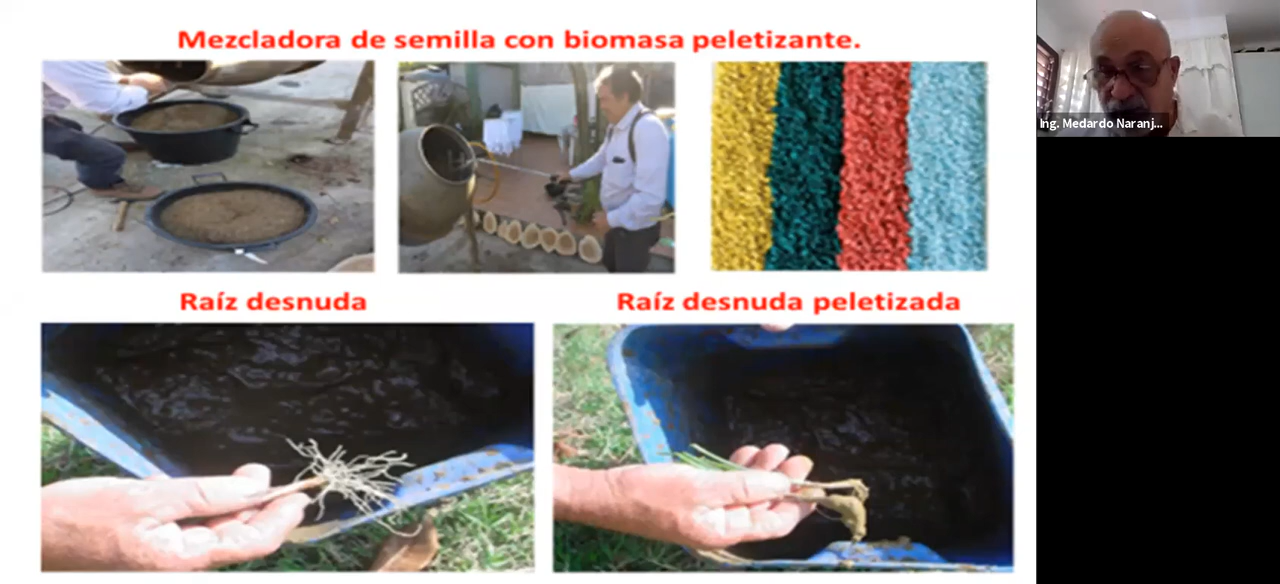 Mezcladora de semilla con biomasa peletizante.
Ing. Medardo Naranj...
Raíz desnuda
Raíz desnuda peletizada